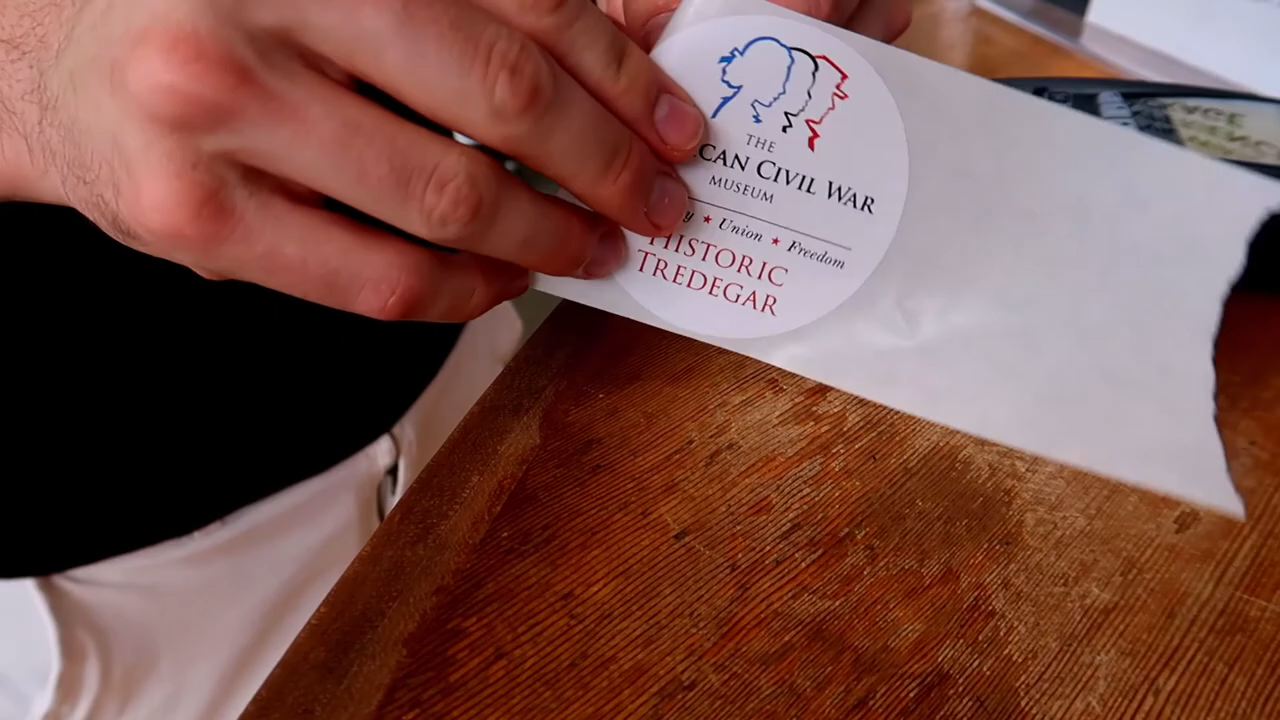 THE
CAN CIVIL WAR
MUSEUM
y ★ Union ★ Freedom
HISTORIC
TREDEGAR